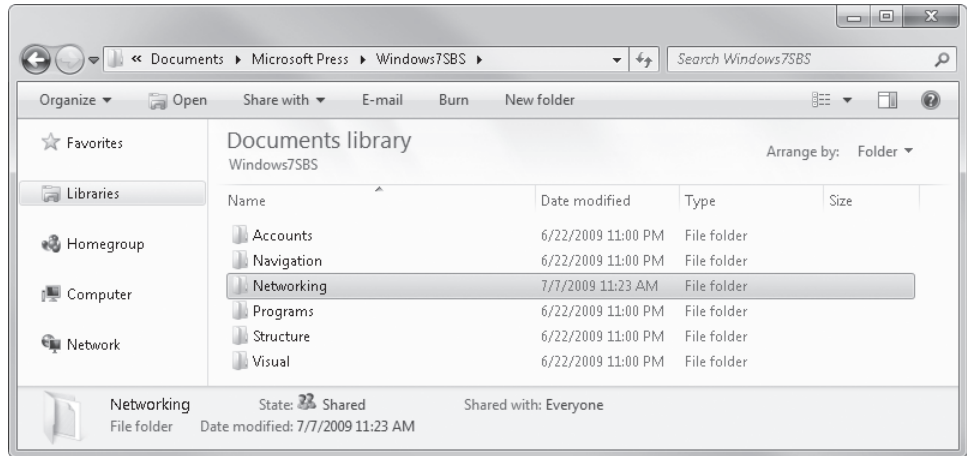 « Documents ▸ Microsoft Press ▸ Windows7SBS ▸ Search Windows7SBS
Organize ▾ Open Share with ▾ E-mail Burn New folder
Favorites
Libraries
Homegroup
Computer
Network
Documents library
Windows7SBS
Arrange by: Folder ▾
Name Date modified Type Size
Accounts 6/22/2009 11:00 PM File folder
Navigation 6/22/2009 11:00 PM File folder
Networking 7/7/2009 11:23 AM File folder
Programs 6/22/2009 11:00 PM File folder
Structure 6/22/2009 11:00 PM File folder
Visual 6/22/2009 11:00 PM File folder
Networking State: Shared Shared with: Everyone
File folder Date modified: 7/7/2009 11:23 AM